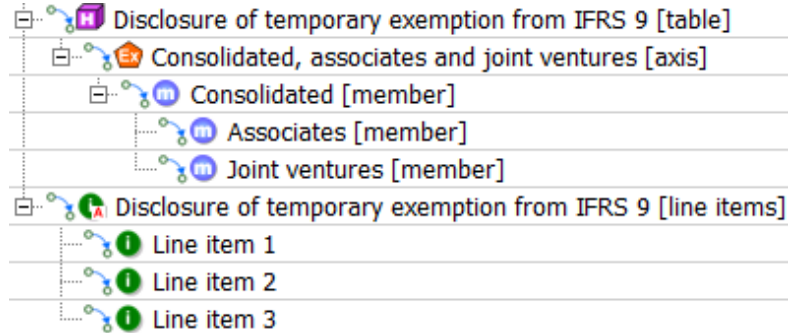 H Disclosure of temporary exemption from IFRS 9 [table]
Ex Consolidated, associates and joint ventures [axis]
m Consolidated [member]
m Associates [member]
m Joint ventures [member]
i A Disclosure of temporary exemption from IFRS 9 [line items]
i Line item 1
i Line item 2
i Line item 3